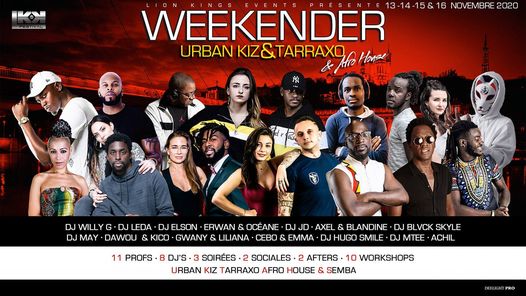 LION KINGS EVENTS PRÉSENTE
13-14-15 & 16 NOVEMBRE 2020
LKE
WEEKENDER
URBAN KIZ & TARRAXO
& Afro House
DJ WILLY G · DJ LEDA · DJ ELSON · ERWAN & OCÉANE · DJ JD · AXEL & BLANDINE · DJ BLVCK SKYLE
DJ MAY · DAWOU & KICO · GWANY & LILIANA · CEBO & EMMA · DJ HUGO SMILE · DJ MTEE · ACHIL
11 PROFS · 8 DJ'S · 3 SOIRÉES · 2 SOCIALES · 2 AFTERS · 10 WORKSHOPS
URBAN KIZ TARRAXO AFRO HOUSE & SEMBA
DEELIGHT PRO